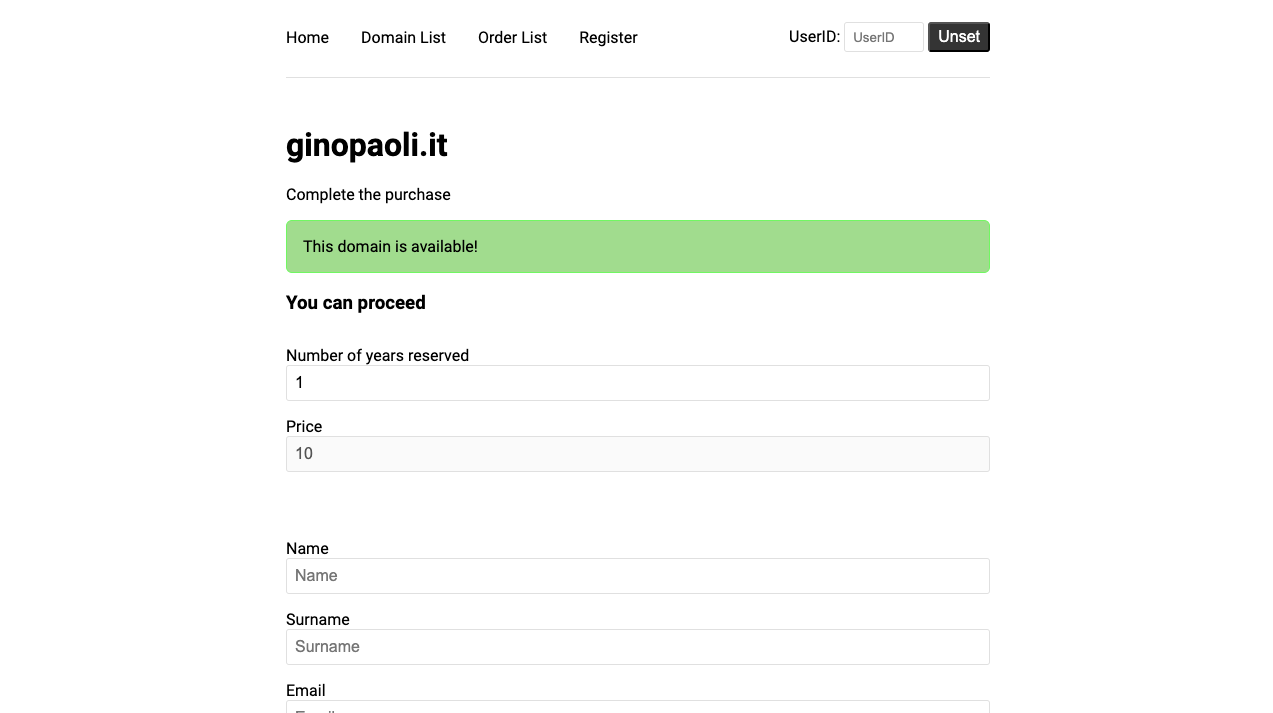 Home Domain List Order List Register UserID: UserID Unset
ginopaoli.it
Complete the purchase
This domain is available!
You can proceed
Number of years reserved
1
Price
10
Name
Name
Surname
Surname
Email